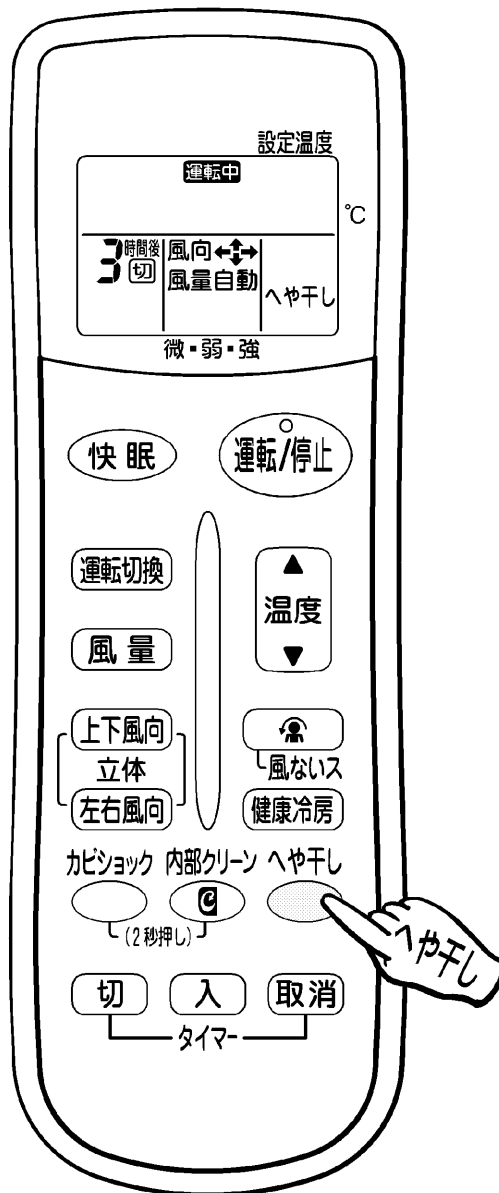 設定温度
運転中
℃
3時間後 切
風向
風量自動
へや干し
微・弱・強
快眠
運転/停止
運転切換
温度
風量
上下風向
立体
左右風向
風ないス
健康冷房
カビショック 内部クリーン へや干し
(2秒押し)
へや干し
切 入 取消
タイマー